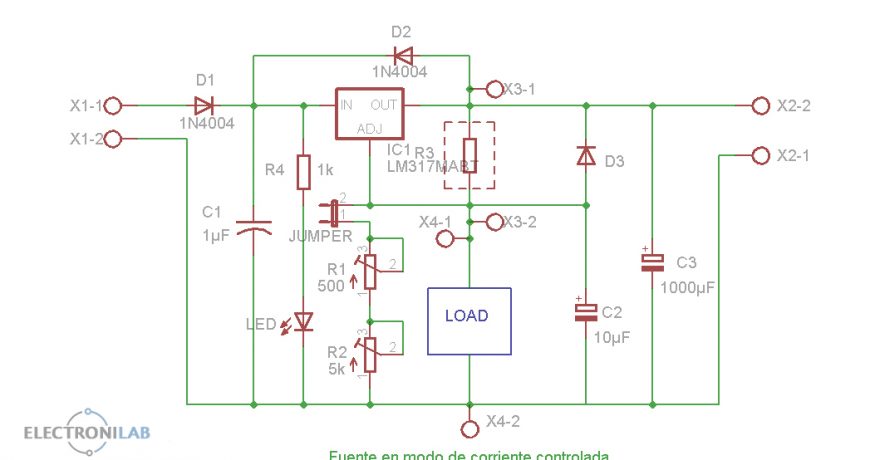 D2
1N4004
D1
X3-1
X1-1
IN OUT
X2-2
1N4004
ADJ
X1-2
IC1
R3
X2-1
LM317MABT
D3
R4
1k
2
C1
1
X4-1
X3-2
1µF
JUMPER
3
C3
R1
2
500
1000µF
1
LOAD
C2
LED
3
10µF
R2
2
5k
1
X4-2
ELECTRONILAB
Fuente en modo de corriente controlada